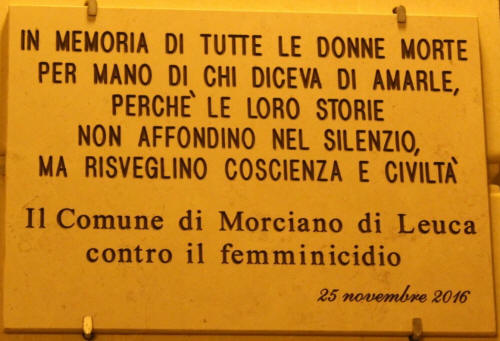 IN MEMORIA DI TUTTE LE DONNE MORTE
PER MANO DI CHI DICEVA DI AMARLE,
PERCHÈ LE LORO STORIE
NON AFFONDINO NEL SILENZIO,
MA RISVEGLINO COSCIENZA E CIVILTÀ
Il Comune di Morciano di Leuca
contro il femminicidio
25 novembre 2016